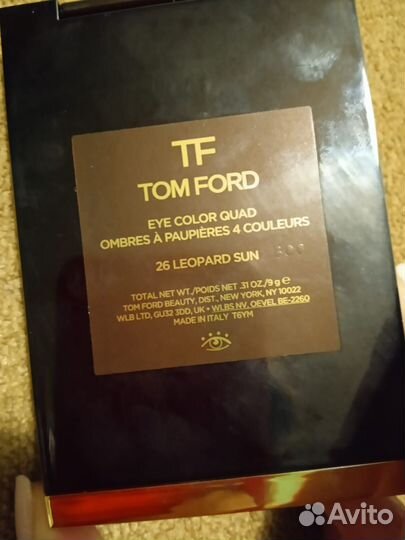 TF
TOM FORD
EYE COLOR QUAD
OMBRES À PAUPIÈRES 4 COULEURS
26 LEOPARD SUN
TOTAL NET WT./POIDS NET .31 OZ./9 g e
TOM FORD BEAUTY, DIST., NEW YORK, NY 10022
WLB LTD, GU32 3DD, UK • WLBS NV. OEVEL BE-2260
MADE IN ITALY T6YM
Avito